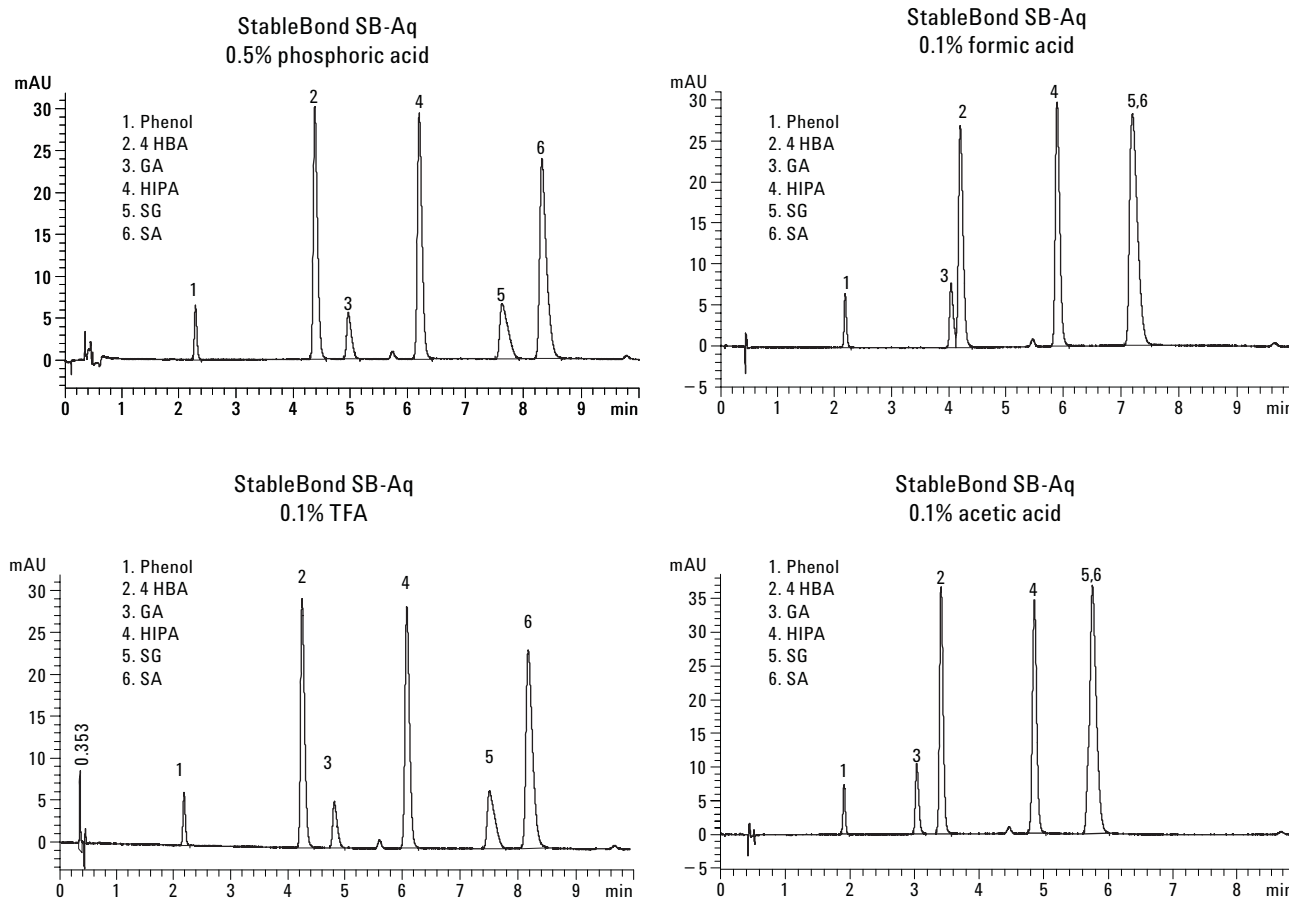 StableBond SB-Aq
0.5% phosphoric acid
mAU
30
25
20
15
10
5
0
1. Phenol
2. 4 HBA
3. GA
4. HIPA
5. SG
6. SA
1
2
3
4
5
6
0 1 2 3 4 5 6 7 8 9 min
StableBond SB-Aq
0.1% formic acid
mAU
30
25
20
15
10
5
0
−5
1. Phenol
2. 4 HBA
3. GA
4. HIPA
5. SG
6. SA
1
3
2
4
5,6
0 1 2 3 4 5 6 7 8 9 min
StableBond SB-Aq
0.1% TFA
mAU
30
25
20
15
10
5
0
1. Phenol
2. 4 HBA
3. GA
4. HIPA
5. SG
6. SA
0.353
1
2
3
4
5
6
0 1 2 3 4 5 6 7 8 min
StableBond SB-Aq
0.1% acetic acid
mAU
35
30
25
20
15
10
5
0
−5
1. Phenol
2. 4 HBA
3. GA
4. HIPA
5. SG
6. SA
1
3
2
4
5,6
0 1 2 3 4 5 6 7 8 min